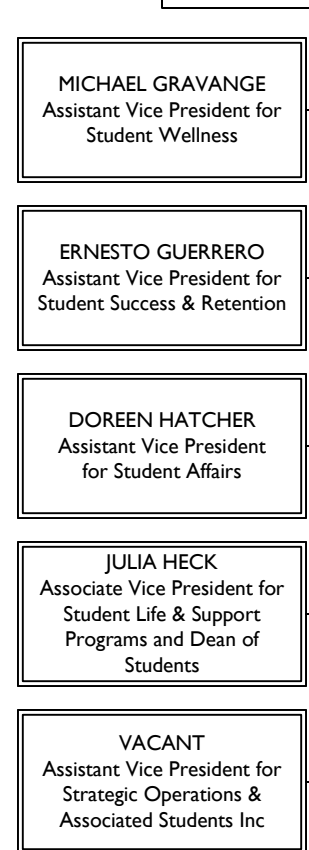 MICHAEL GRAVANGE
Assistant Vice President for
Student Wellness
ERNESTO GUERRERO
Assistant Vice President for
Student Success & Retention
DOREEN HATCHER
Assistant Vice President
for Student Affairs
JULIA HECK
Associate Vice President for
Student Life & Support
Programs and Dean of
Students
VACANT
Assistant Vice President for
Strategic Operations &
Associated Students Inc